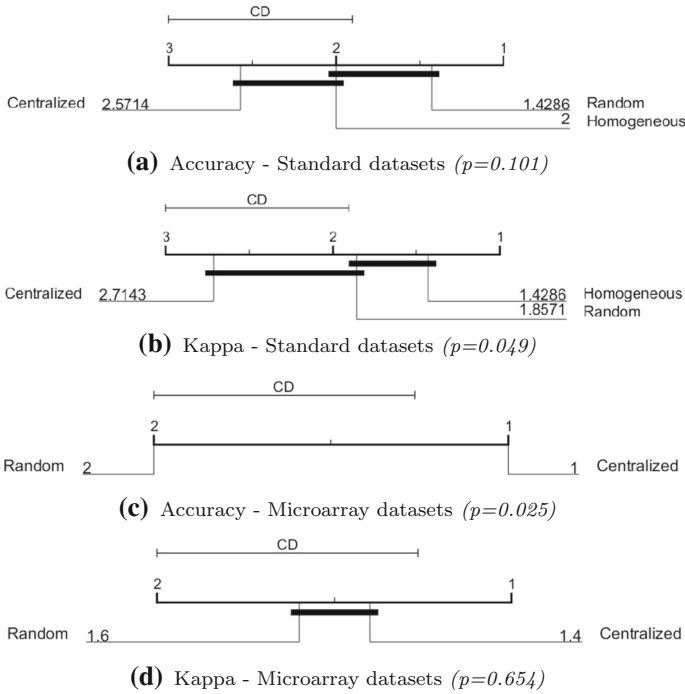 CD
3 2 1
Centralized 2.5714 1.4286 Random
2 Homogeneous
(a) Accuracy - Standard datasets (p=0.101)
CD
3 2 1
Centralized 2.7143 1.4286 Homogeneous
1.8571 Random
(b) Kappa - Standard datasets (p=0.049)
CD
2 1
Random 2 1 Centralized
(c) Accuracy - Microarray datasets (p=0.025)
CD
2 1
Random 1.6 1.4 Centralized
(d) Kappa - Microarray datasets (p=0.654)